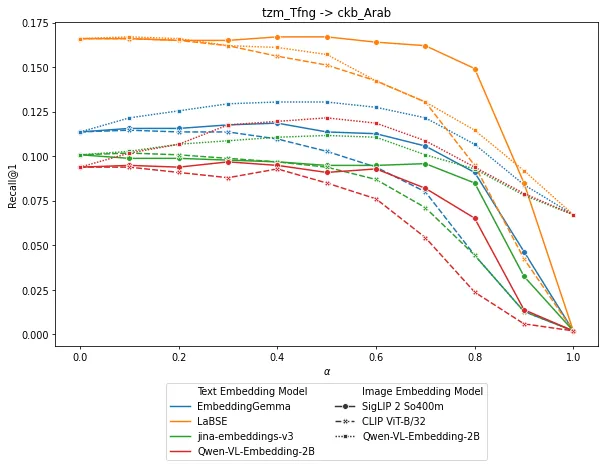 tzm_Tfng -> ckb_Arab
Recall@1
0.175
0.150
0.125
0.100
0.075
0.050
0.025
0.000
0.0 0.2 0.4 0.6 0.8 1.0
α
Text Embedding Model Image Embedding Model
EmbeddingGemma SigLIP 2 So400m
LaBSE CLIP ViT-B/32
jina-embeddings-v3 Qwen-VL-Embedding-2B
Qwen-VL-Embedding-2B